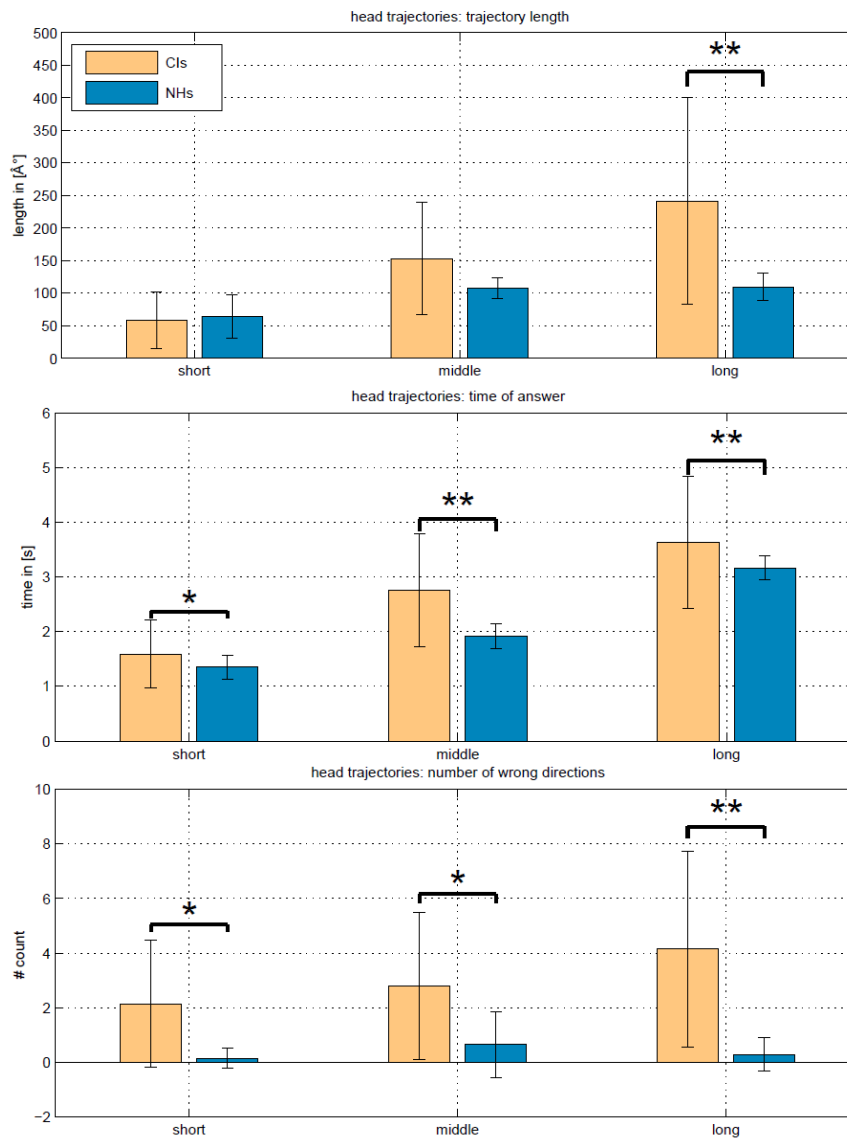 head trajectories: trajectory length
500
450
400
350
300
250
200
150
100
50
0
length in [Å°]
CIs
NHs
**
short middle long
head trajectories: time of answer
6
5
4
3
2
1
0
time in [s]
*
**
**
short middle long
head trajectories: number of wrong directions
10
8
6
4
2
0
−2
# count
*
*
**
short middle long